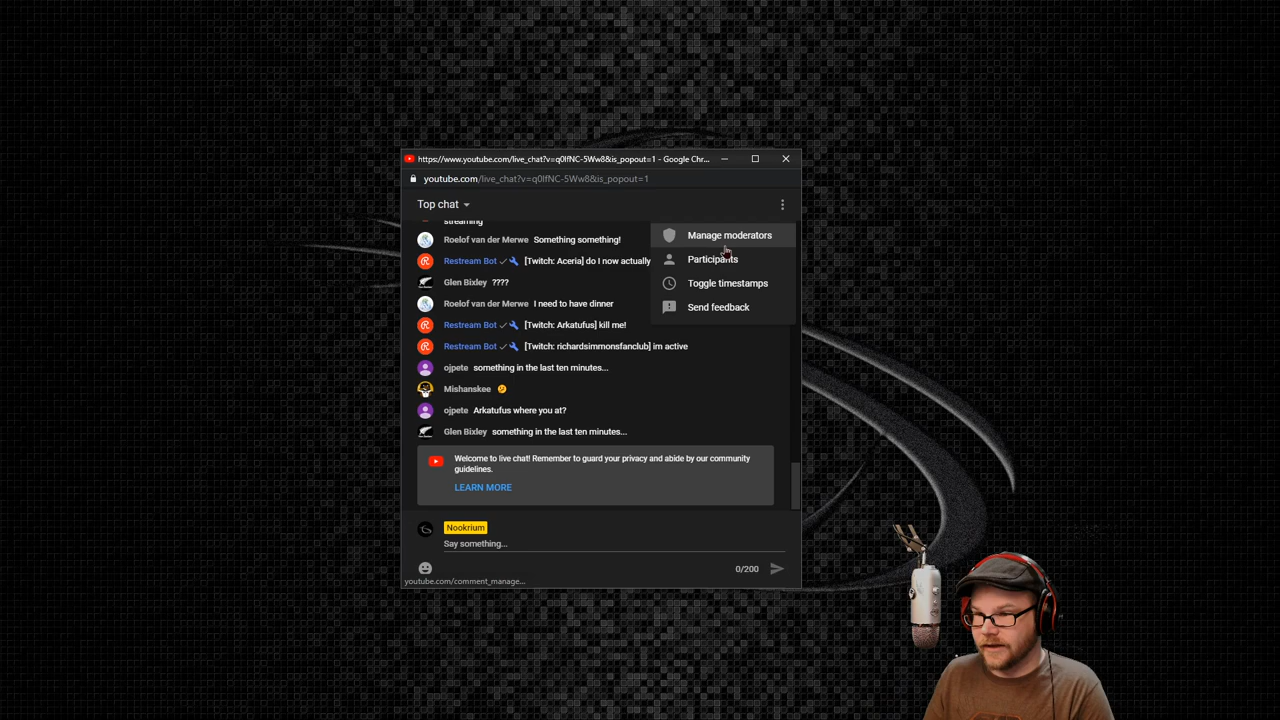 https://www.youtube.com/live_chat?v=q0lfNC-5Ww8&is_popout=1 - Google Chr...
youtube.com/live_chat?v=q0lfNC-5Ww8&is_popout=1
Top chat
streaming
Manage moderators
Roelof van der Merwe Something something!
Restream Bot [Twitch: Aceria] do I now actually
Participants
Glen Bixley ????
Toggle timestamps
Roelof van der Merwe I need to have dinner
Send feedback
Restream Bot [Twitch: Arkatufus] kill me!
Restream Bot [Twitch: richardsimmonsfanclub] im active
ojpete something in the last ten minutes...
Mishanskee
ojpete Arkatufus where you at?
Glen Bixley something in the last ten minutes...
Welcome to live chat! Remember to guard your privacy and abide by our community
guidelines.
LEARN MORE
Nookrium
Say something...
0/200
youtube.com/comment_manage...